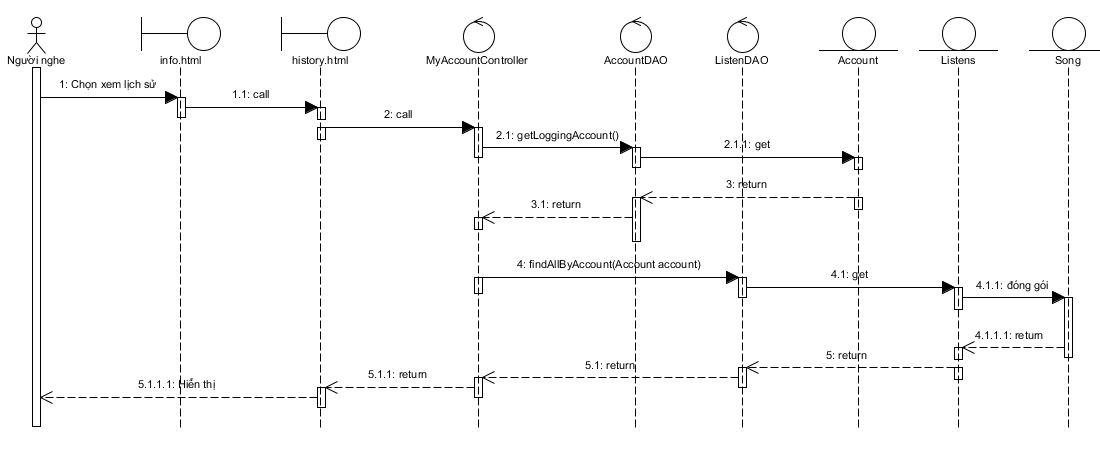 Người nghe
info.html
history.html
MyAccountController
AccountDAO
ListenDAO
Account
Listens
Song
1: Chọn xem lịch sử
1.1: call
2: call
2.1: getLoggingAccount()
2.1.1: get
3: return
3.1: return
4: findAllByAccount(Account account)
4.1: get
4.1.1: đóng gói
4.1.1.1: return
5: return
5.1: return
5.1.1: return
5.1.1.1: Hiển thị